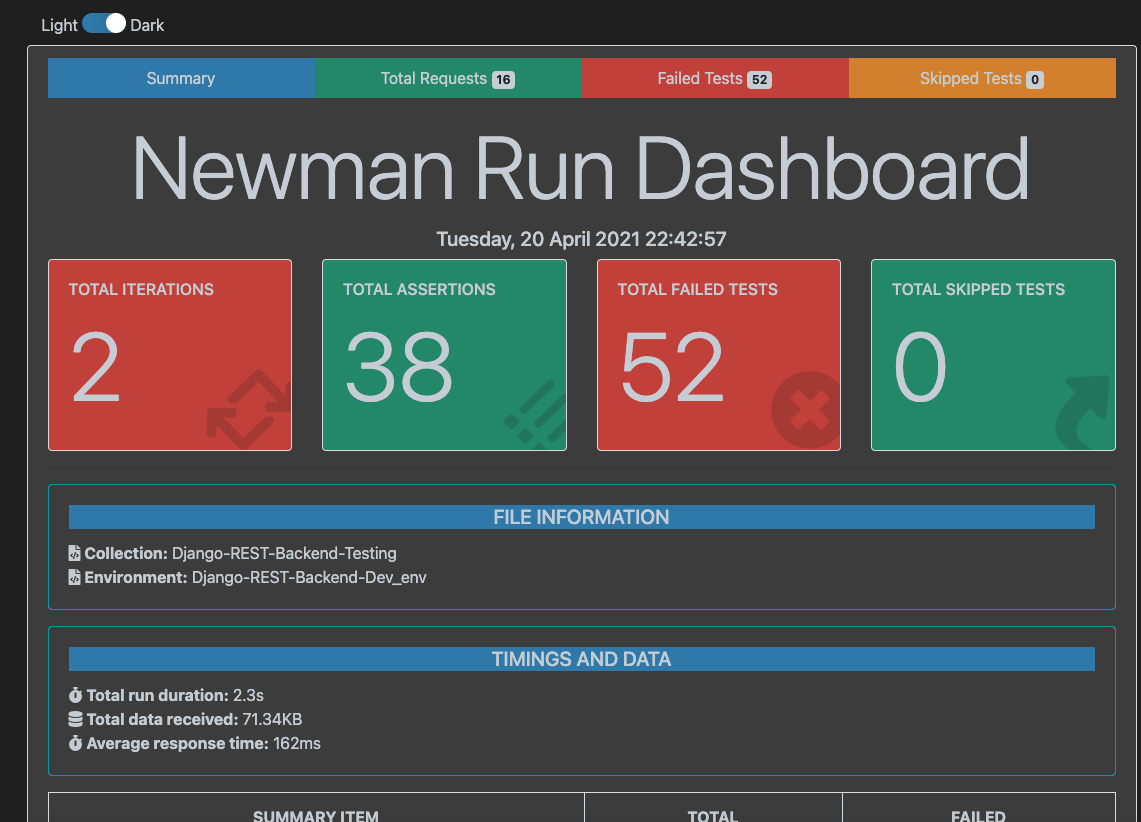 Light Dark
Summary Total Requests 16 Failed Tests 52 Skipped Tests 0
Newman Run Dashboard
Tuesday, 20 April 2021 22:42:57
TOTAL ITERATIONS TOTAL ASSERTIONS TOTAL FAILED TESTS TOTAL SKIPPED TESTS
2 38 52 0
FILE INFORMATION
Collection: Django-REST-Backend-Testing
Environment: Django-REST-Backend-Dev_env
TIMINGS AND DATA
Total run duration: 2.3s
Total data received: 71.34KB
Average response time: 162ms
SUMMARY ITEM TOTAL FAILED